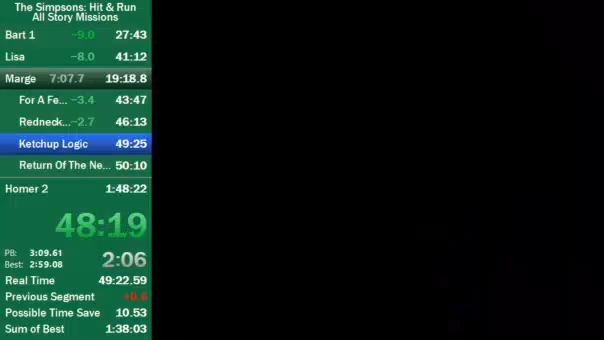 The Simpsons: Hit & Run
All Story Missions
Bart 1 -9.0 27:43
Lisa -8.0 41:12
Marge 7:07.7 19:18.8
For A Fe... -3.4 43:47
Redneck... -2.7 46:13
Ketchup Logic 49:25
Return Of The Ne... 50:10
Homer 2 1:48:22
48:19
PB: 3:09.61
Best: 2:59.08
2:06
Real Time 49:22.59
Previous Segment +0.6
Possible Time Save 10.53
Sum of Best 1:38:03